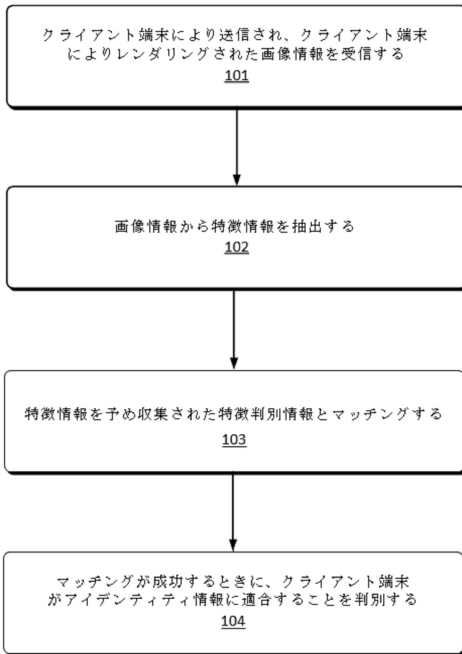 クライアント端末により送信され、クライアント端末
によりレンダリングされた画像情報を受信する
101
画像情報から特徴情報を抽出する
102
特徴情報を予め収集された特徴判別情報とマッチングする
103
マッチングが成功するときに、クライアント端末
がアイデンティティ情報に適合することを判別する
104